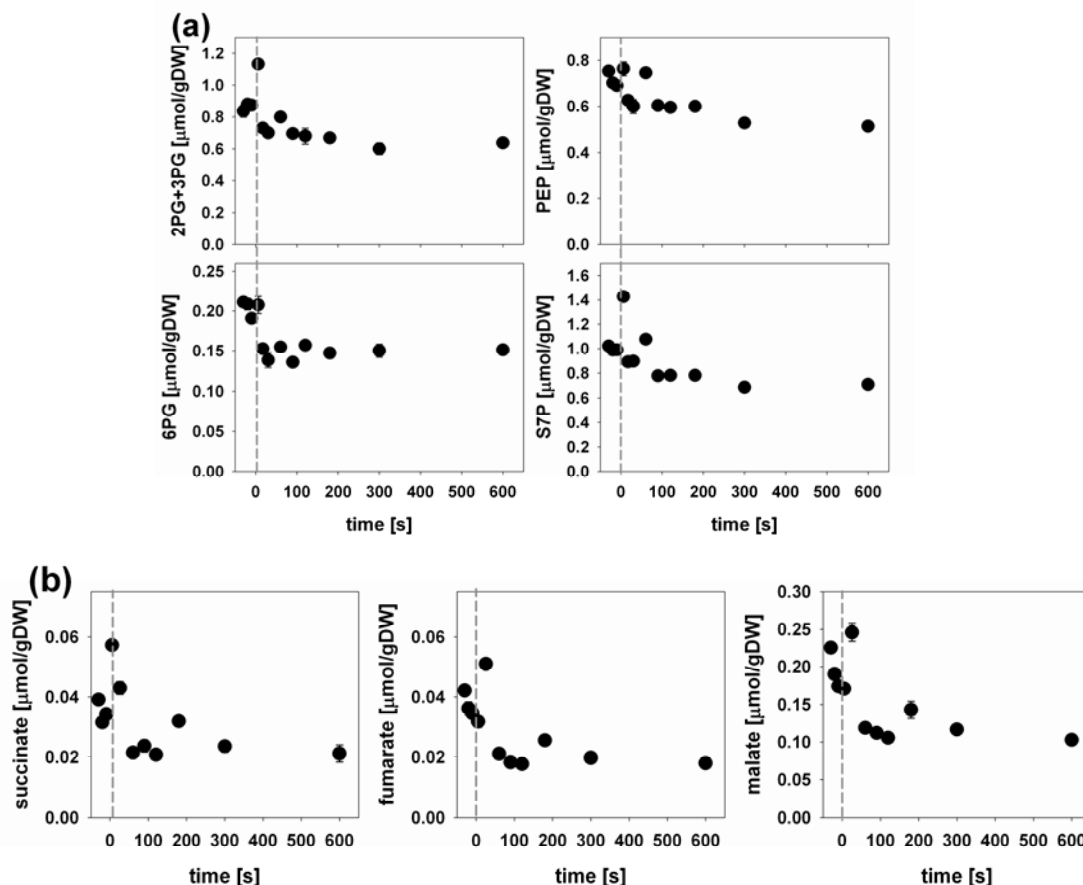 (a)
2PG+3PG [μmol/gDW]
1.2
1.0
0.8
0.6
0.4
0.2
0.0
PEP [μmol/gDW]
0.8
0.6
0.4
0.2
0.0
6PG [μmol/gDW]
0.25
0.20
0.15
0.10
0.05
0.00
0 100 200 300 400 500 600
time [s]
S7P [μmol/gDW]
1.6
1.4
1.2
1.0
0.8
0.6
0.4
0.2
0.0
0 100 200 300 400 500 600
time [s]
(b)
succinate [μmol/gDW]
0.06
0.04
0.02
0.00
0 100 200 300 400 500 600
time [s]
fumarate [μmol/gDW]
0.06
0.04
0.02
0.00
0 100 200 300 400 500 600
time [s]
malate [μmol/gDW]
0.30
0.25
0.20
0.15
0.10
0.05
0.00
0 100 200 300 400 500 600
time [s]